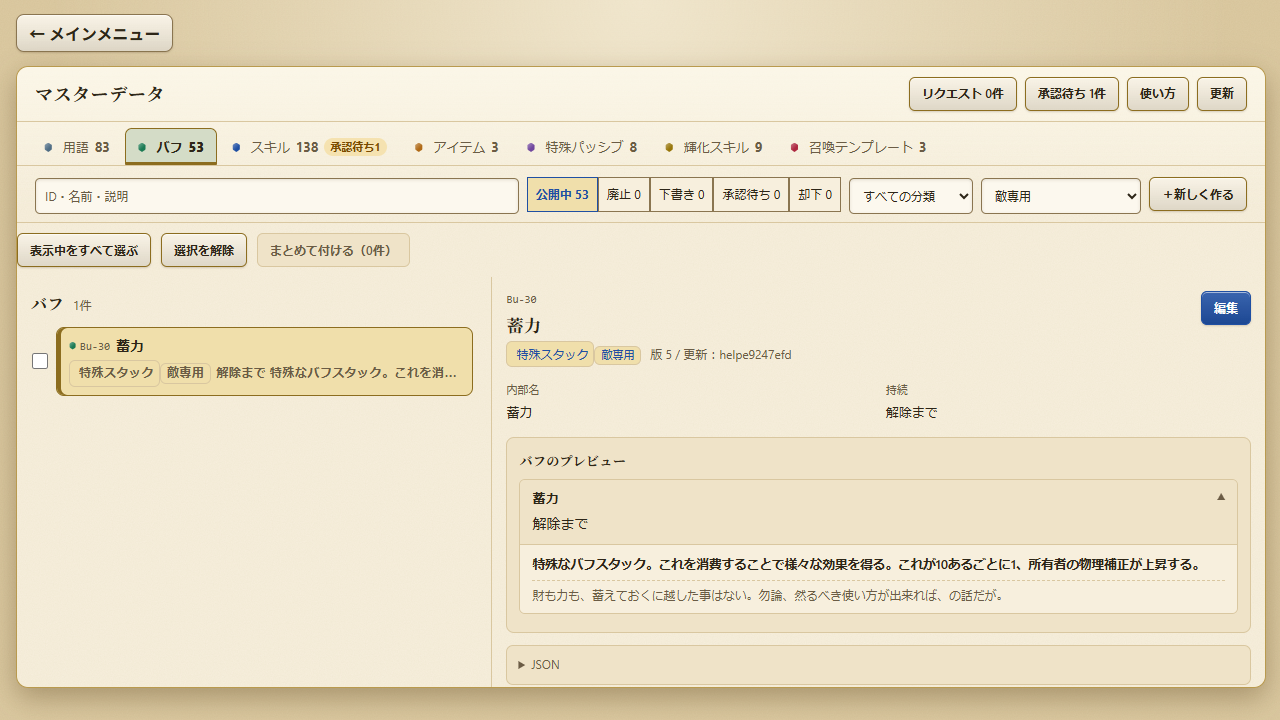 ← メインメニュー
マスターデータ
リクエスト 0件
承認待ち 1件
使い方
更新
用語 83
バフ 53
スキル 138 承認待ち1
アイテム 3
特殊パッシブ 8
輝化スキル 9
召喚テンプレート 3
ID・名前・説明
公開中 53
廃止 0
下書き 0
承認待ち 0
却下 0
すべての分類
敵専用
+新しく作る
表示中をすべて選ぶ
選択を解除
まとめて付ける（0件）
バフ 1件
Bu-30 蓄力
特殊スタック 敵専用 解除まで 特殊なバフスタック。これを消…
Bu-30
蓄力
編集
特殊スタック 敵専用 版 5 / 更新：helpe9247efd
内部名
蓄力
持続
解除まで
バフのプレビュー
蓄力
▲
解除まで
特殊なバフスタック。これを消費することで様々な効果を得る。これが10あるごとに1、所有者の物理補正が上昇する。
財も力も、蓄えておくに越した事はない。勿論、然るべき使い方が出来れば、の話だが。
▶ JSON